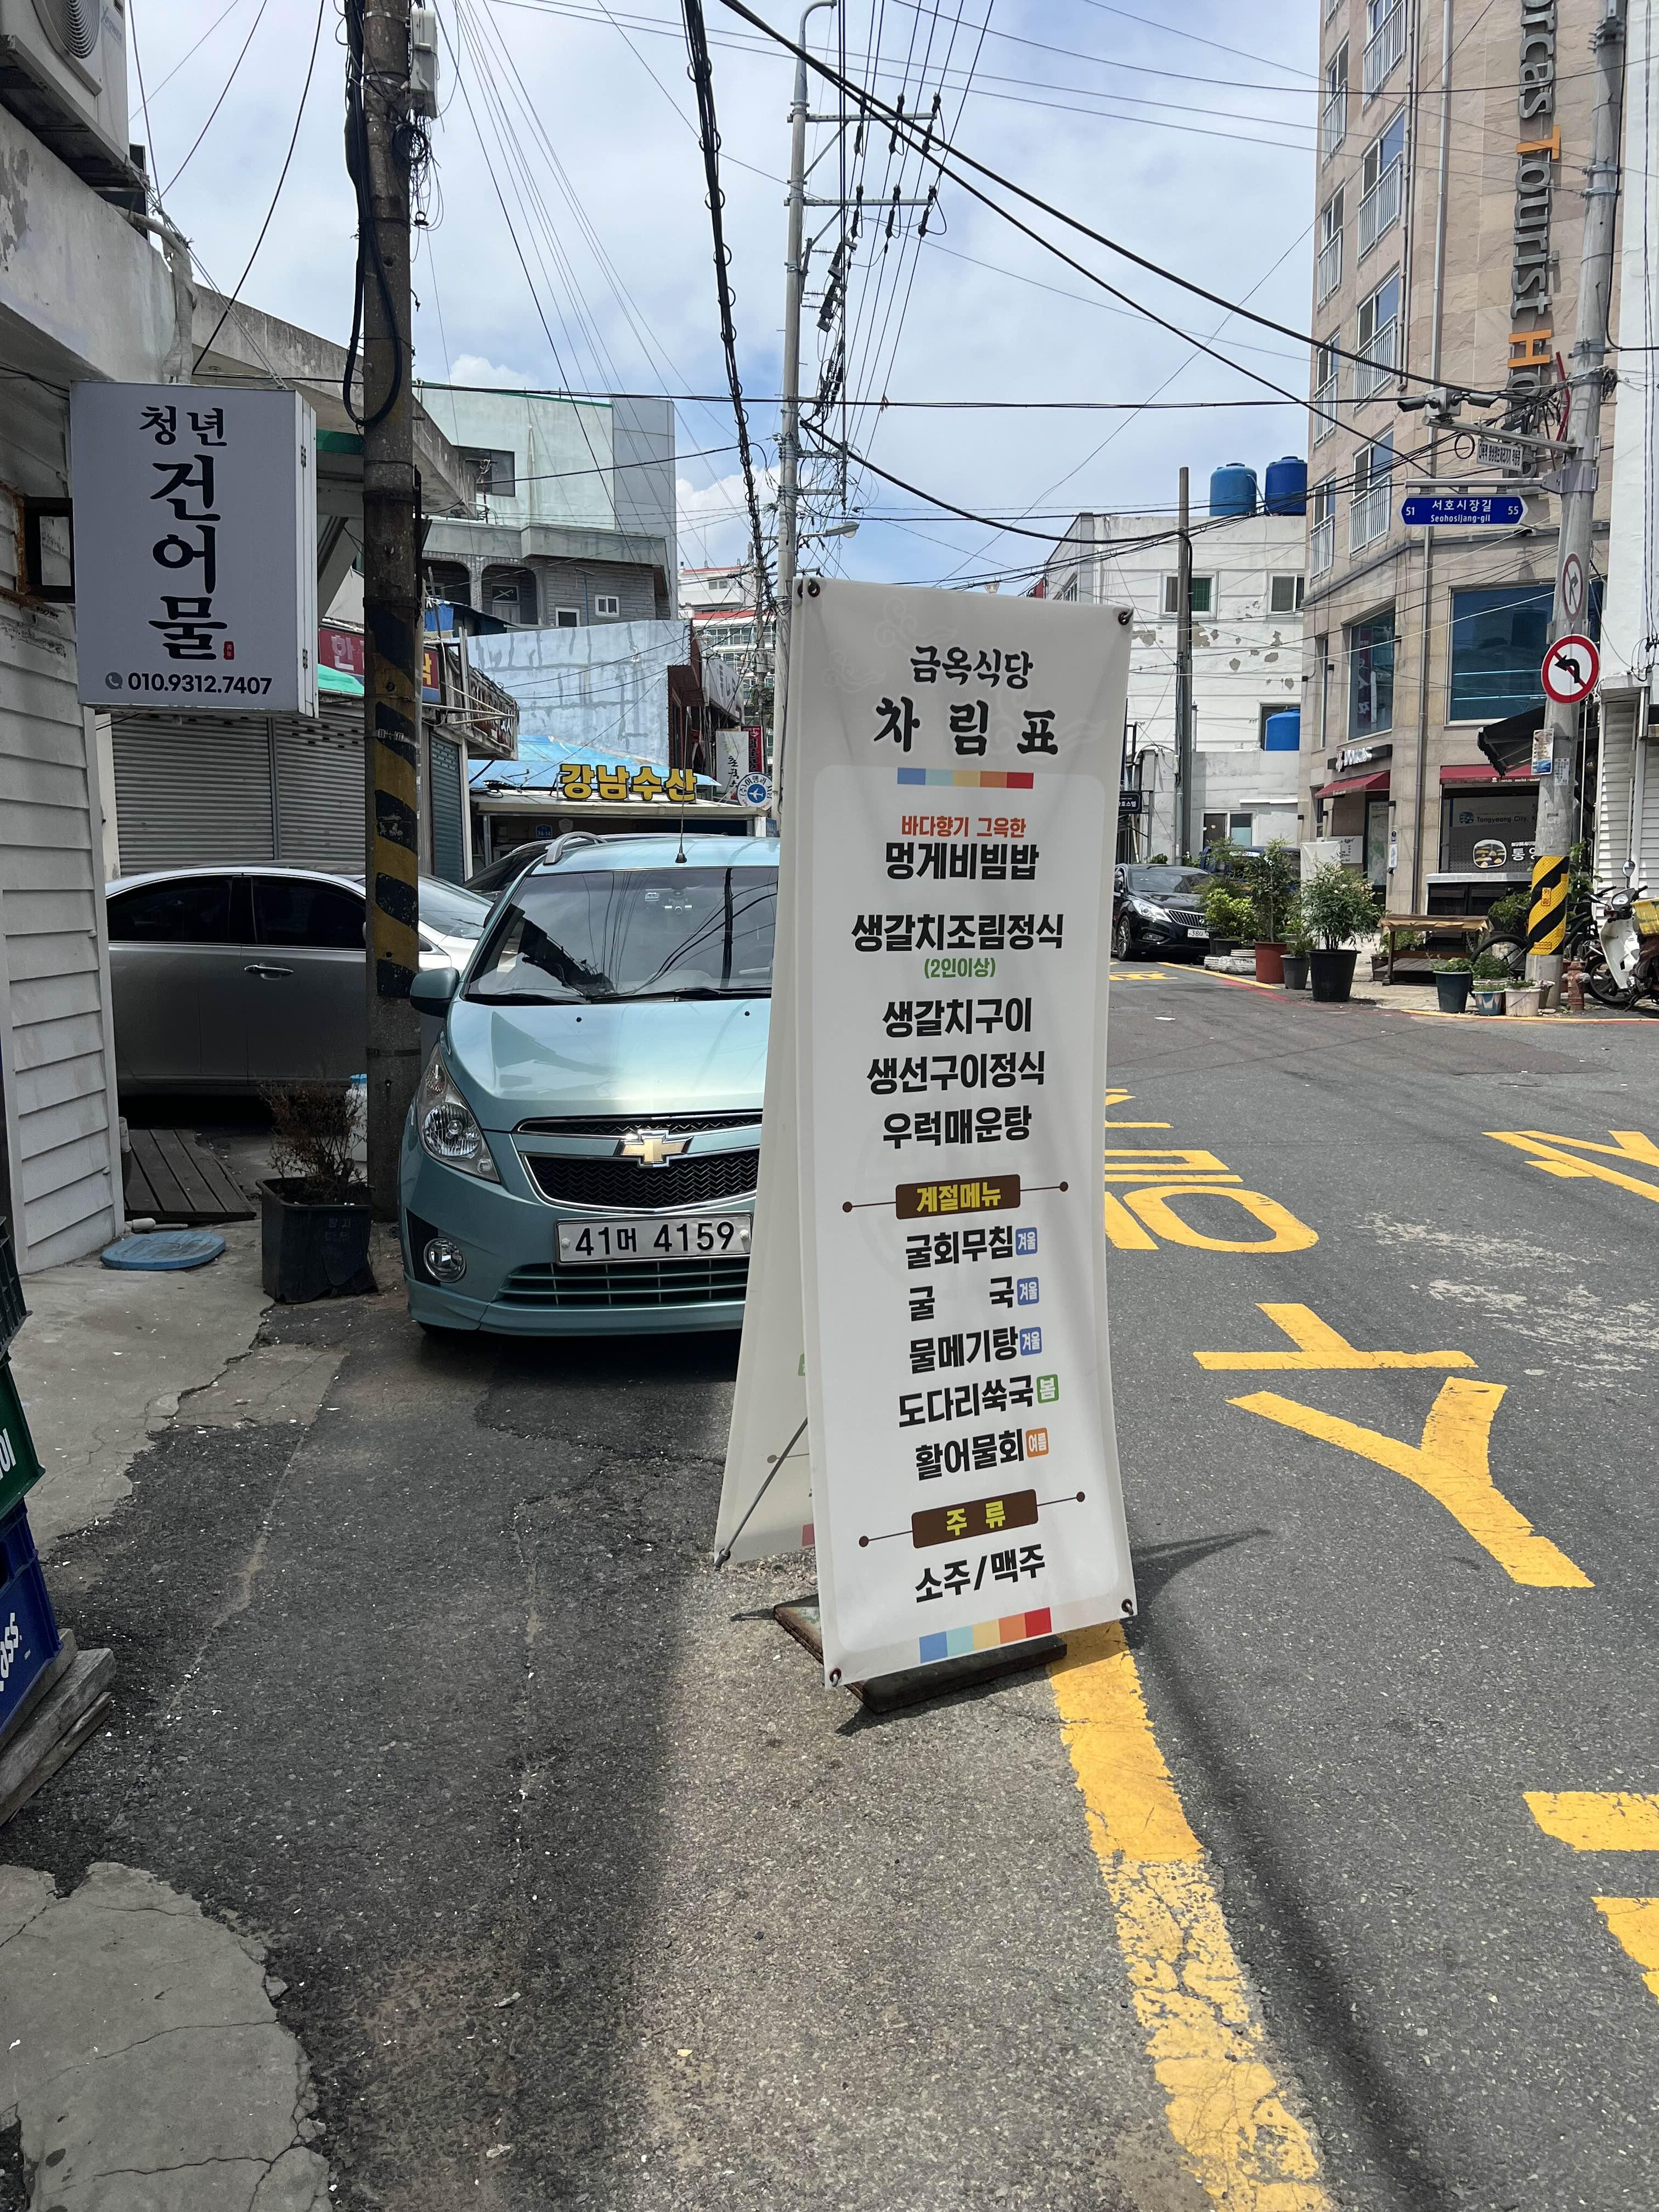 청년
건어물
010.9312.7407
강남수산
금옥식당
차림표
바다향기 그윽한
멍게비빔밥
생갈치조림정식
(2인이상)
생갈치구이
생선구이정식
우럭매운탕
계절메뉴
굴회무침 겨울
굴 국 겨울
물메기탕 겨울
도다리쑥국 봄
활어물회 여름
주 류
소주/맥주
41머 4159
51 서호시장길 55
Seohosijang-gil
Tourist
Tongyeong City